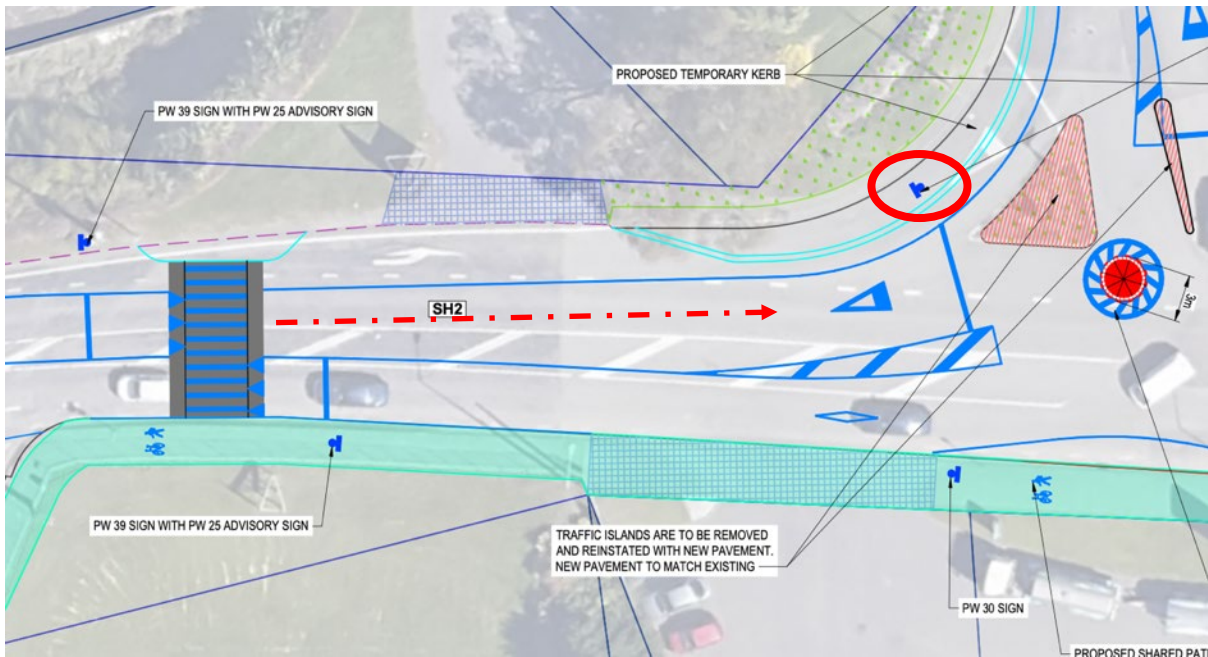 PROPOSED TEMPORARY KERB
PW 39 SIGN WITH PW 25 ADVISORY SIGN
SH2
3m
PW 39 SIGN WITH PW 25 ADVISORY SIGN
TRAFFIC ISLANDS ARE TO BE REMOVED
AND REINSTATED WITH NEW PAVEMENT.
NEW PAVEMENT TO MATCH EXISTING
PW 30 SIGN
PROPOSED SHARED